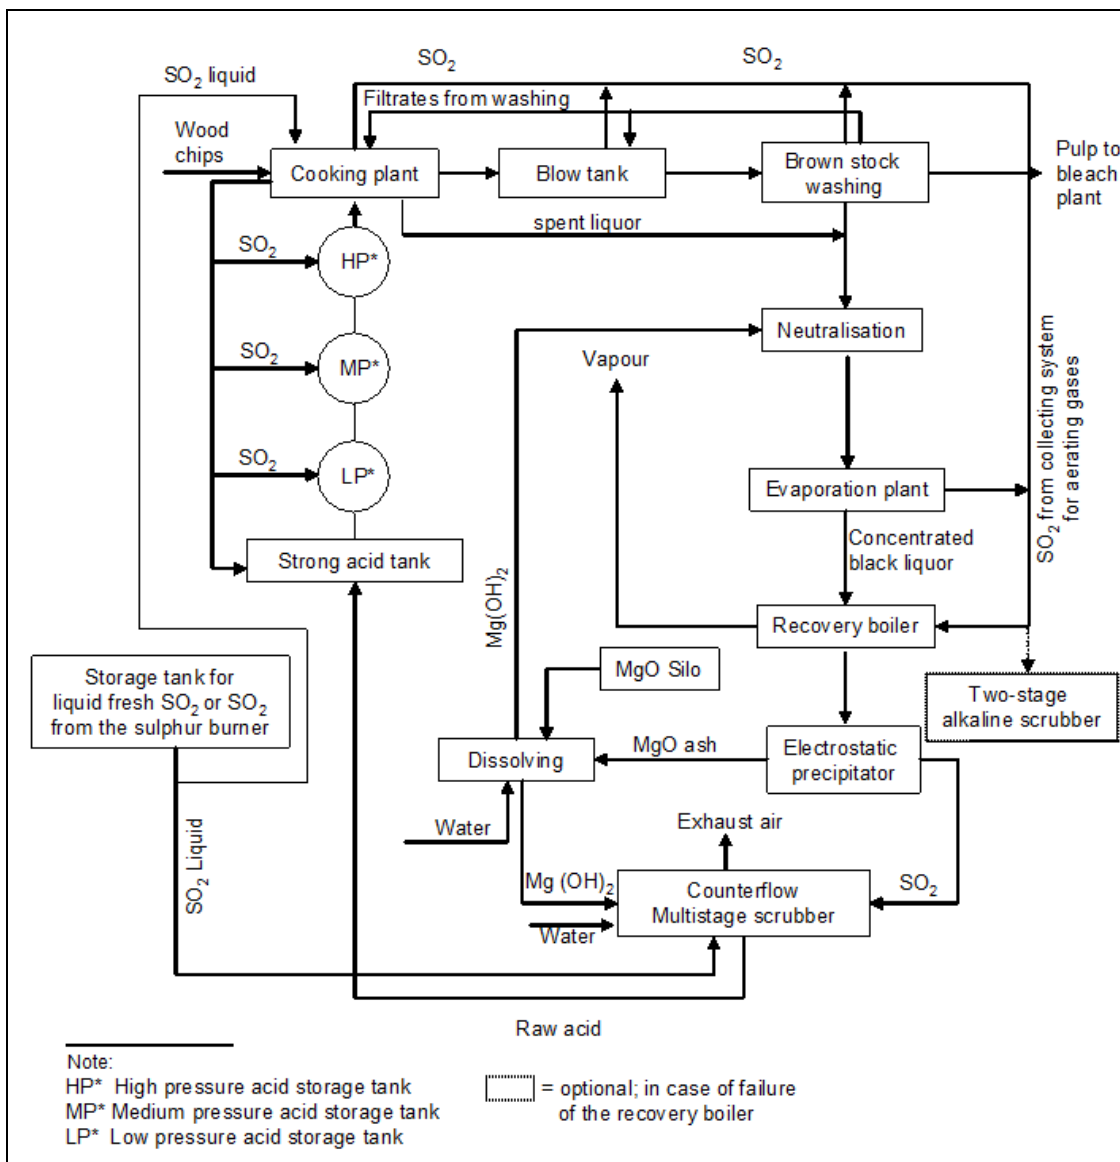 SO2
SO2
SO2 liquid
Filtrates from washing
Wood
chips
Cooking plant
Blow tank
Brown stock
washing
Pulp to
bleach
plant
spent liquor
SO2
HP*
Neutralisation
SO2
MP*
Vapour
SO2 from collecting system
for aerating gases
SO2
LP*
Evaporation plant
Concentrated
black liquor
Strong acid tank
Mg(OH)2
Recovery boiler
Storage tank for
liquid fresh SO2 or SO2
from the sulphur burner
MgO Silo
Two-stage
alkaline scrubber
MgO ash
Electrostatic
precipitator
Dissolving
Water
Exhaust air
SO2 Liquid
Mg (OH)2
Counterflow
Multistage scrubber
SO2
Water
Raw acid
Note:
HP* High pressure acid storage tank
MP* Medium pressure acid storage tank
LP* Low pressure acid storage tank
= optional; in case of failure
of the recovery boiler